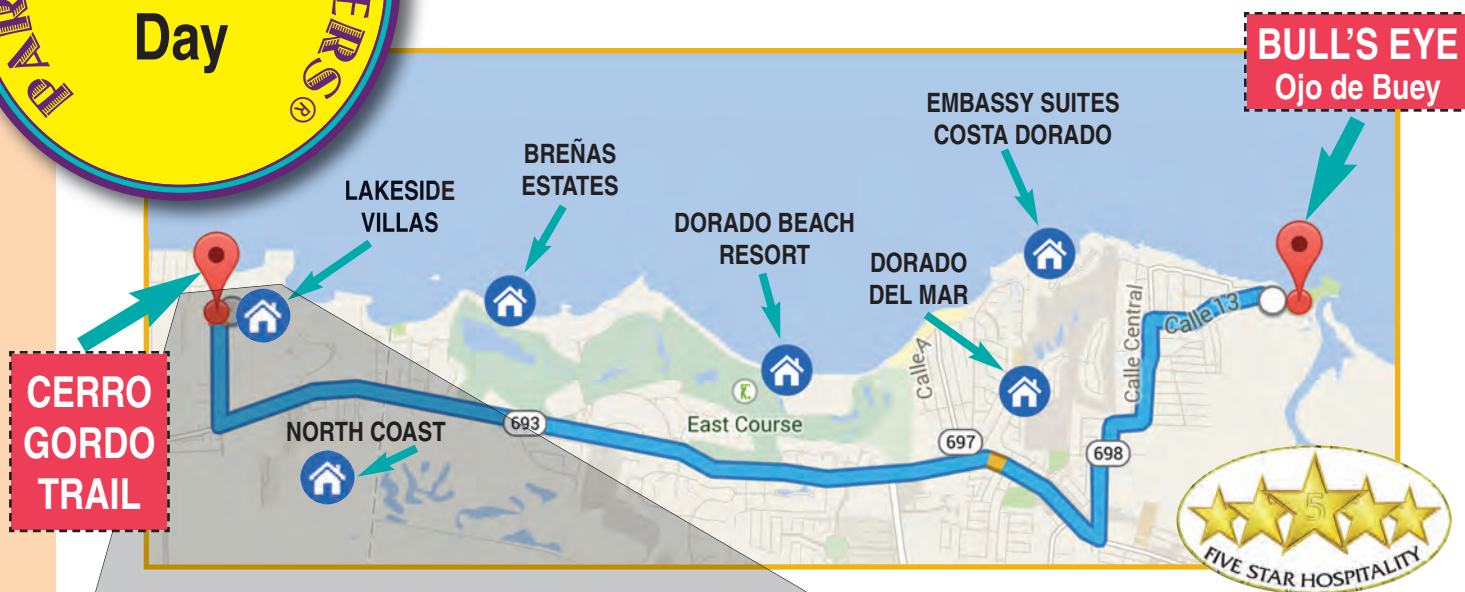 Day
ERS®
BULL'S EYE
Ojo de Buey
EMBASSY SUITES
COSTA DORADO
BREÑAS
ESTATES
LAKESIDE
VILLAS
DORADO BEACH
RESORT
DORADO
DEL MAR
Calle 13
Calle Central
Calle A
CERRO
GORDO
TRAIL
East Course
693
NORTH COAST
697
698
5
FIVE STAR HOSPITALITY